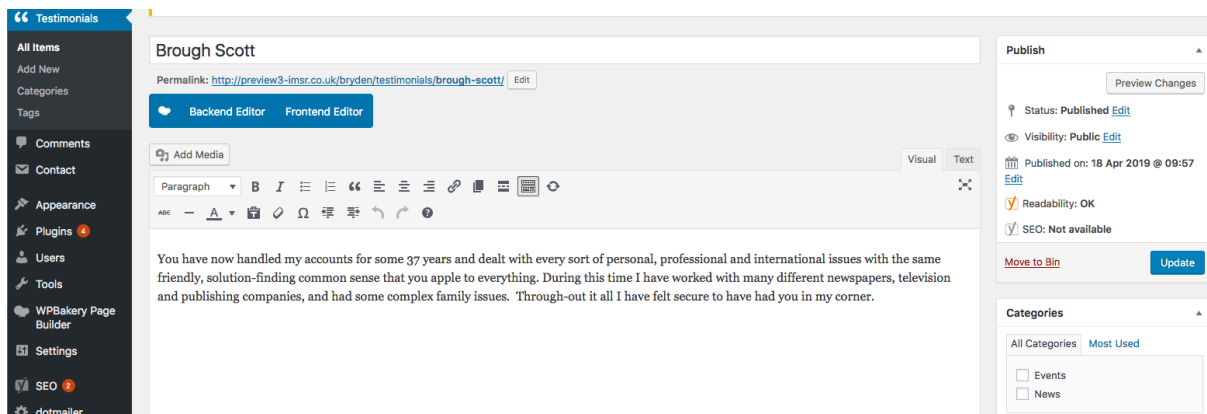 Testimonials
All Items
Add New
Categories
Tags
Comments
Contact
Appearance
Plugins 4
Users
Tools
WPBakery Page
Builder
Settings
SEO 2
dotmailer
Brough Scott
Permalink: http://preview3-imsr.co.uk/bryden/testimonials/brough-scott/ Edit
Backend Editor Frontend Editor
Add Media
Visual Text
Paragraph B I
ABC A
You have now handled my accounts for some 37 years and dealt with every sort of personal, professional and international issues with the same
friendly, solution-finding common sense that you apple to everything. During this time I have worked with many different newspapers, television
and publishing companies, and had some complex family issues.  Through-out it all I have felt secure to have had you in my corner.
Publish
Preview Changes
Status: Published Edit
Visibility: Public Edit
Published on: 18 Apr 2019 @ 09:57
Edit
Readability: OK
SEO: Not available
Move to Bin Update
Categories
All Categories Most Used
Events
News